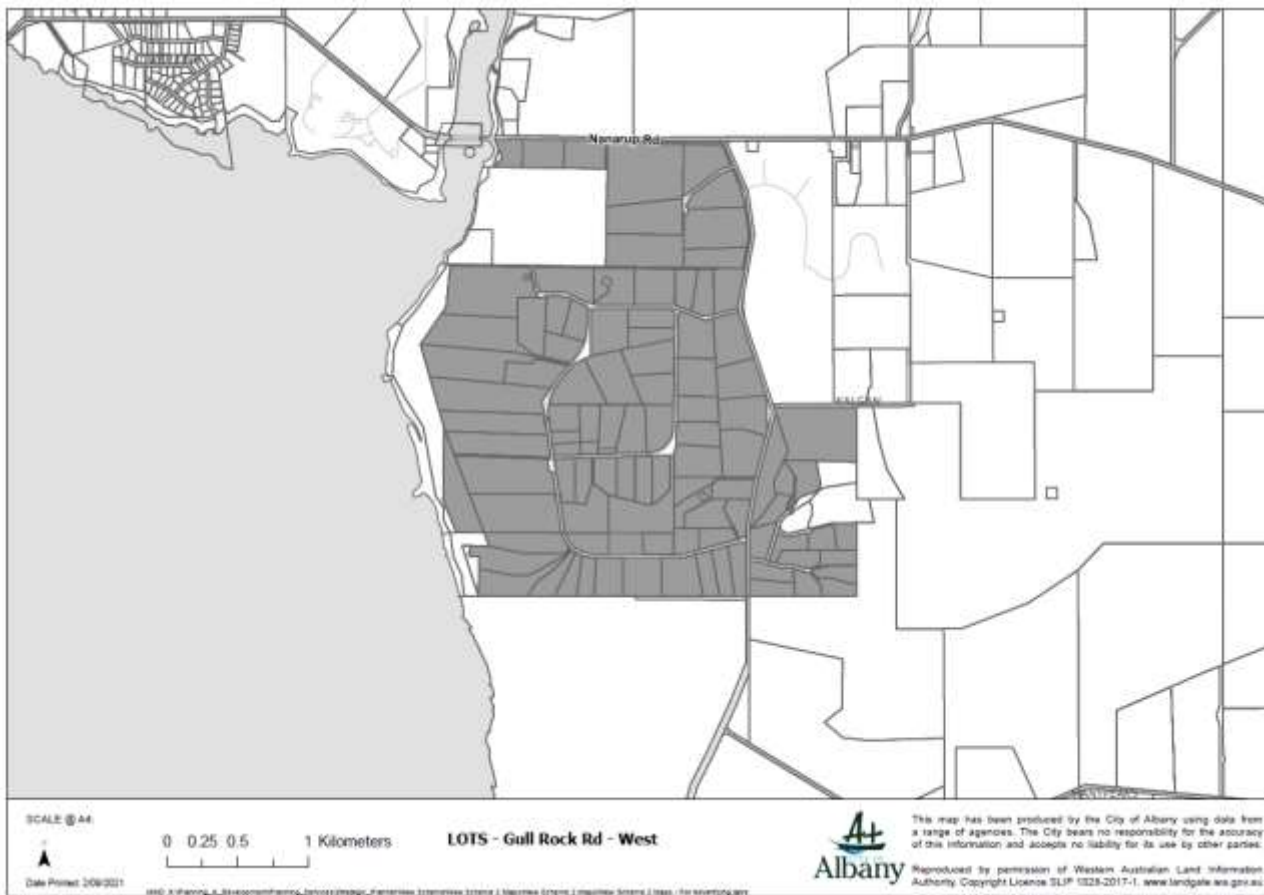 Nanarup Rd
KALGAN
SCALE @ A4:
0 0.25 0.5 1 Kilometers
LOTS - Gull Rock Rd - West
Date Printed: 2/09/2021
Albany
This map has been produced by the City of Albany using data from
a range of agencies. The City bears no responsibility for the accuracy
of this information and accepts no liability for its use by other parties.
Reproduced by permission of Western Australian Land Information
Authority. Copyright License SLIP 1023-2017-1. www.landgate.wa.gov.au